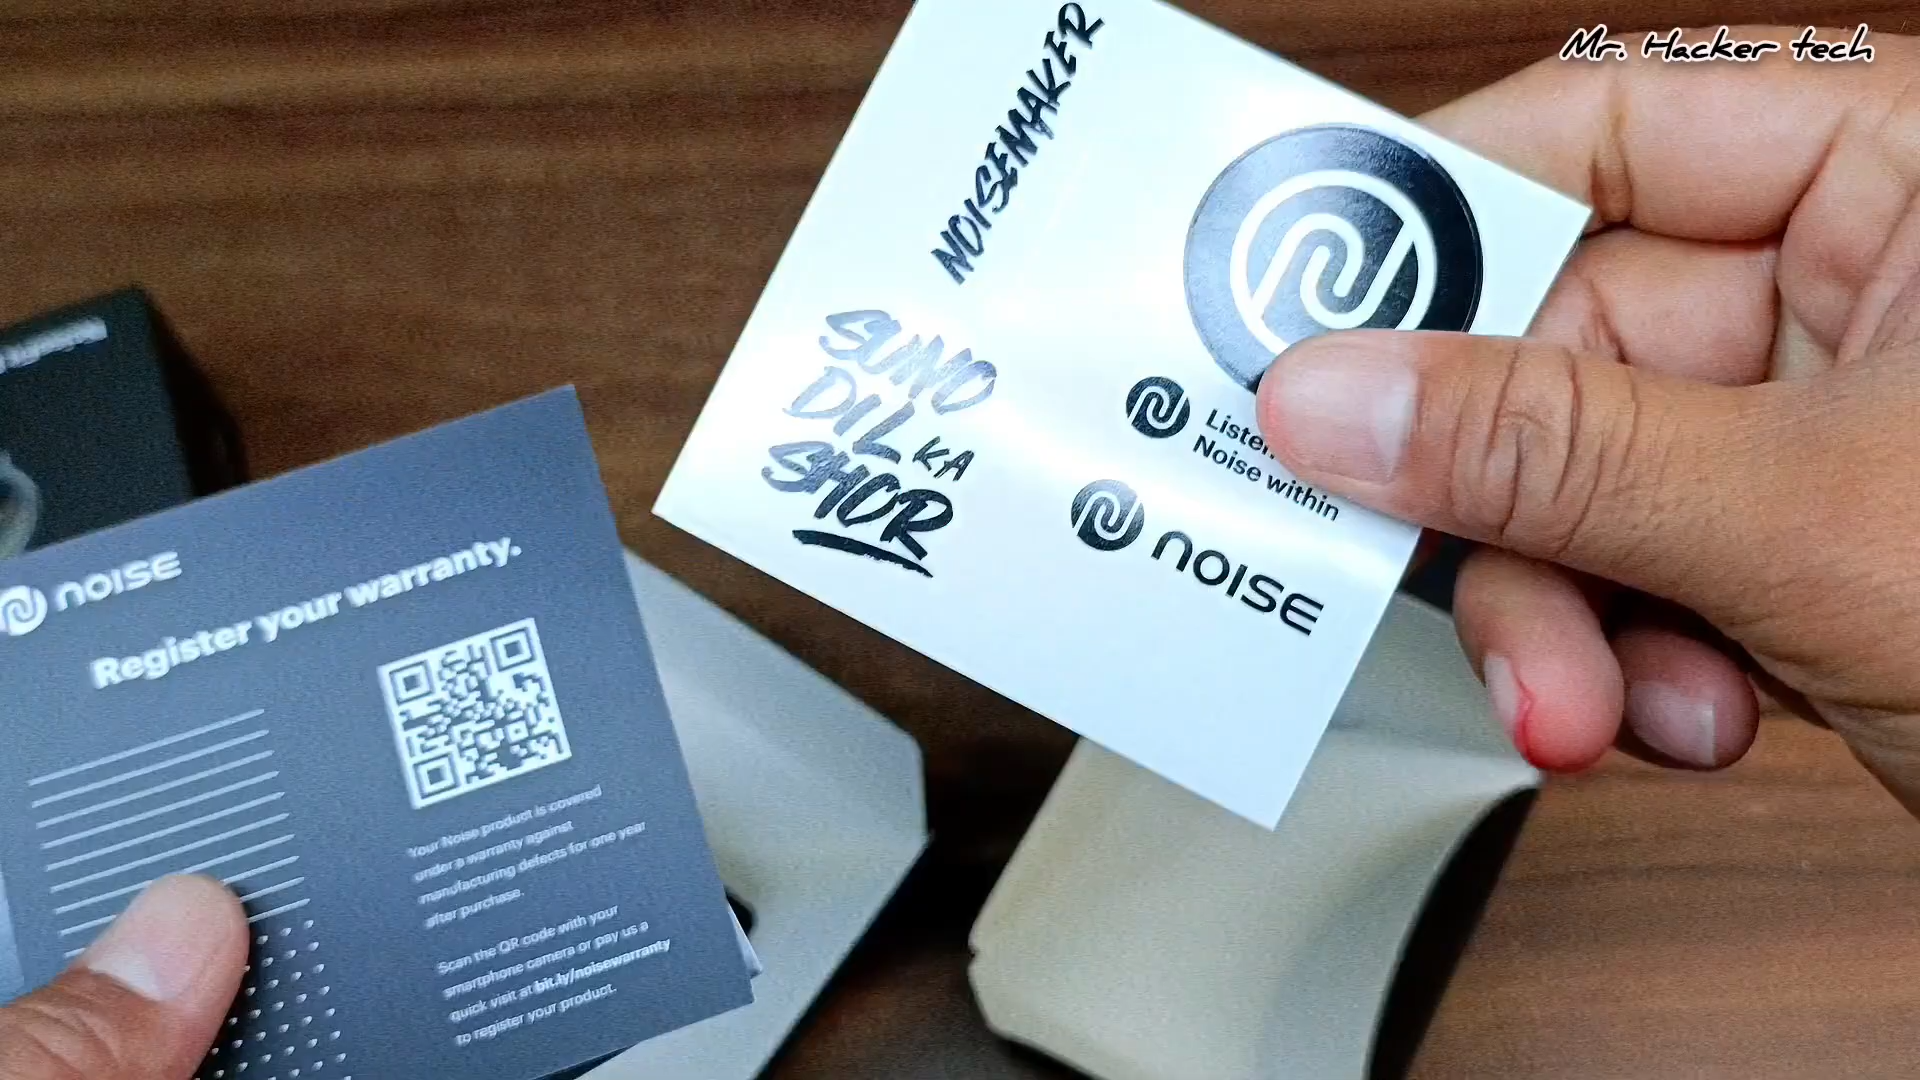 Mr. Hacker tech
NOISEMAKER
SUNO
DIL KA
SHOR
Noise within
NOISE
NOISE
Register your warranty.
Your Noise product is covered
under a warranty against
manufacturing defects for one year
after purchase.
Scan the QR code with your
smartphone camera or pay us a
quick visit at bit.ly/noisewarranty
to register your product.